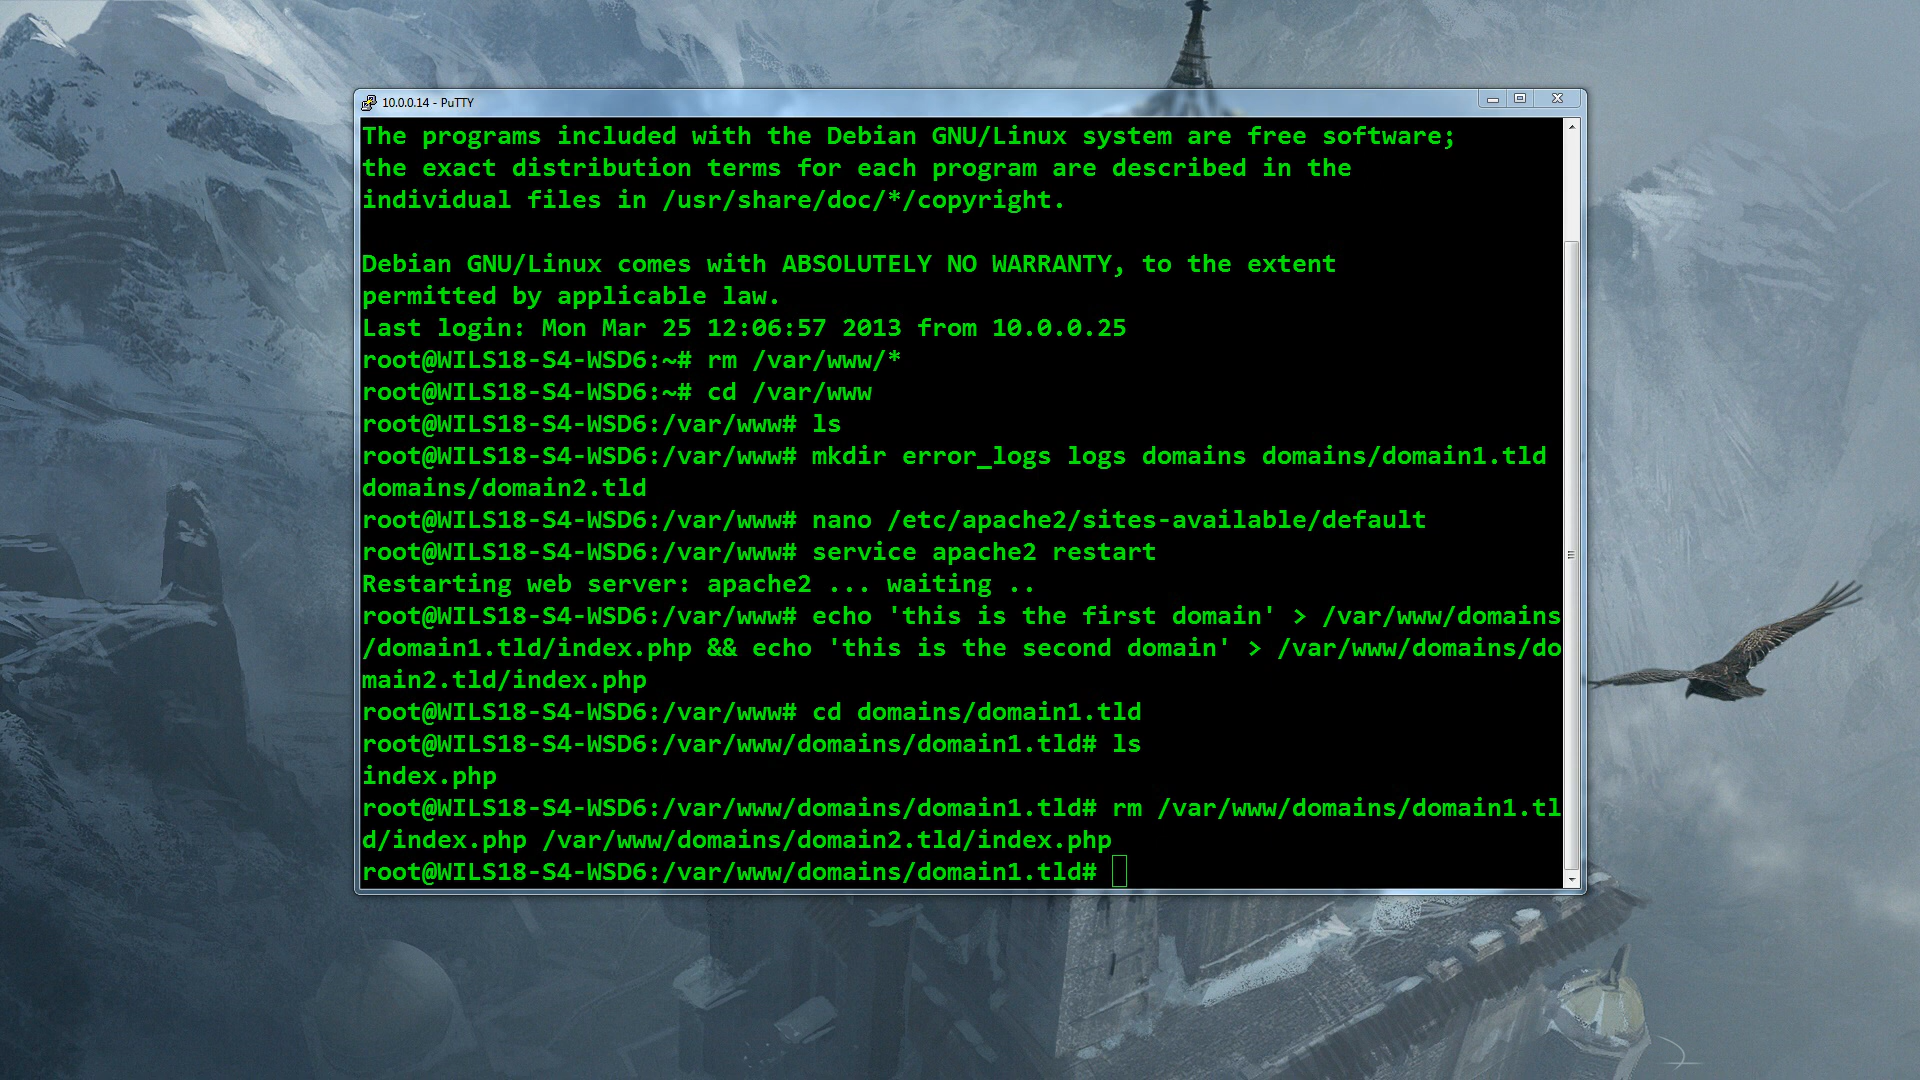 10.0.0.14 - PuTTY
The programs included with the Debian GNU/Linux system are free software;
the exact distribution terms for each program are described in the
individual files in /usr/share/doc/*/copyright.
Debian GNU/Linux comes with ABSOLUTELY NO WARRANTY, to the extent
permitted by applicable law.
Last login: Mon Mar 25 12:06:57 2013 from 10.0.0.25
root@WILS18-S4-WSD6:~# rm /var/www/*
root@WILS18-S4-WSD6:~# cd /var/www
root@WILS18-S4-WSD6:/var/www# ls
root@WILS18-S4-WSD6:/var/www# mkdir error_logs logs domains domains/domain1.tld
domains/domain2.tld
root@WILS18-S4-WSD6:/var/www# nano /etc/apache2/sites-available/default
root@WILS18-S4-WSD6:/var/www# service apache2 restart
Restarting web server: apache2 ... waiting ..
root@WILS18-S4-WSD6:/var/www# echo 'this is the first domain' > /var/www/domains
/domain1.tld/index.php && echo 'this is the second domain' > /var/www/domains/do
main2.tld/index.php
root@WILS18-S4-WSD6:/var/www# cd domains/domain1.tld
root@WILS18-S4-WSD6:/var/www/domains/domain1.tld# ls
index.php
root@WILS18-S4-WSD6:/var/www/domains/domain1.tld# rm /var/www/domains/domain1.tl
d/index.php /var/www/domains/domain2.tld/index.php
root@WILS18-S4-WSD6:/var/www/domains/domain1.tld#